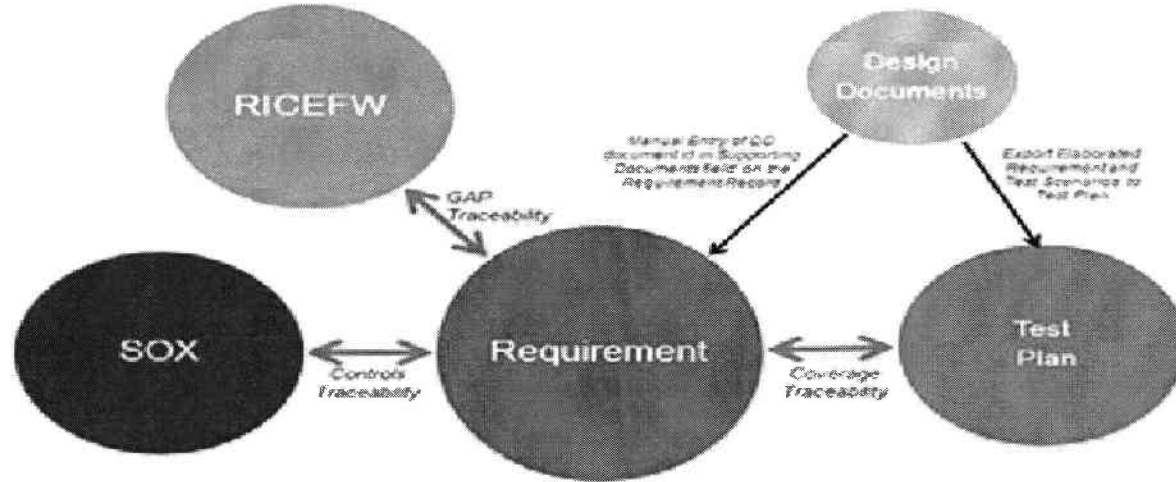 RICEFW
Design
Documents
Manual Entry of DD
document id in Supporting
Documents field on the
Requirement Record
Export Elaborated
Requirement and
Test Scenarios to
Test Plan
GAP
Traceability
SOX
Controls
Traceability
Requirement
Coverage
Traceability
Test
Plan